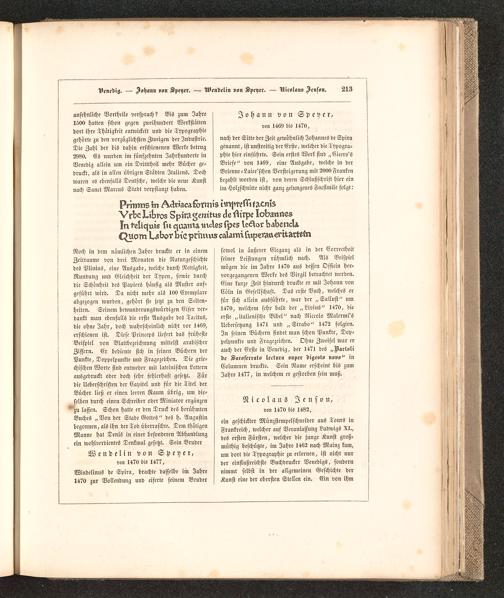 Venedig. — Johann von Speyer. — Wendelin von Speyer. — Nicolaus Jenson. 213
ansehnliche Vortheile versprach? Bis zum Jahre
1500 hatten schon gegen zweihundert Werkstätten
dort ihre Thätigkeit entwickelt und die Typographie
gehörte zu den vorzüglichsten Zweigen der Industrie.
Die Zahl der bis dahin erschienenen Werke betrug
2980. Es wurden im fünfzehnten Jahrhunderte in
Venedig allein um ein Drittheil mehr Bücher ge-
druckt, als in allen übrigen Städten Italiens. Doch
waren es ebenfalls Deutsche, welche die neue Kunst
nach Sanct Marcus Stadt verpflanzt haben.
Johann von Speyer,
von 1469 bis 1470,
nach der Sitte der Zeit gewöhnlich Johannes de Spira
genannt, ist unstreitig der Erste, welcher die Typogra-
phie hier einführte. Sein erstes Werk sind „Cicero's
Briefe“ von 1469, eine Ausgabe, welche in der
Brienne-Laire'schen Versteigerung mit 2000 Franken
bezahlt worden ist, von deren Schlußschrift hier ein
im Holzschnitte nicht ganz gelungenes Facsimile folgt:
Primus in Adriaca formis impressit aenis
Vrbe Libros Spira genitus de stirpe Iohannes
In reliquis sit quanta uides spes lector habenda
Quom Labor hic primus calami superauerit artem
Noch in dem nämlichen Jahre druckte er in einem
Zeitraume von drei Monaten die Naturgeschichte
des Plinius, eine Ausgabe, welche durch Nettigkeit,
Rundung und Gleichheit der Typen, sowie durch
die Schönheit des Papiers häufig als Muster auf-
geführt wird. Da nicht mehr als 100 Exemplare
abgezogen wurden, gehört sie jetzt zu den Selten-
heiten. Seinem bewunderungswürdigen Eifer ver-
dankt man ebenfalls die erste Ausgabe des Tacitus,
die ohne Jahr, doch wahrscheinlich nicht vor 1469,
erschienen ist. Diese Princeps liefert das früheste
Beispiel von Blattbezeichnung mittelst arabischer
Ziffern. Er bediente sich in seinen Büchern der
Punkte, Doppelpunkte und Fragezeichen. Die grie-
chischen Worte sind entweder mit lateinischen Lettern
ausgedruckt oder doch sehr fehlerhaft gesetzt. Für
die Ueberschriften der Capitel und für die Titel der
Bücher ließ er einen leeren Raum übrig, um die-
selben durch einen Schreiber oder Miniator ergänzen
zu lassen. Schon hatte er den Druck des berühmten
Buches „Von der Stadt Gottes“ des h. Augustin
begonnen, als ihn der Tod überraschte. Dem thätigen
Manne hat Denis in einer besonderen Abhandlung
ein wohlverdientes Denkmal gesetzt. Sein Bruder
Wendelin von Speyer,
von 1470 bis 1477,
Windelinus de Spira, brachte dasselbe im Jahre
1470 zur Vollendung und eiferte seinem Bruder
sowol in äusserer Eleganz als in der Correctheit
seiner Leistungen rühmlich nach. Als Beispiel
mögen die im Jahre 1470 aus dessen Officin her-
vorgegangenen Werke des Virgil betrachtet werden.
Eine kurze Zeit hindurch druckte er mit Johann von
Cöln in Gesellschaft. Das erste Buch, welches er
für sich allein ausführte, war der „Sallust“ um
1470, welchem sehr bald der „Livius“ 1470, die
erste „italienische Bibel“ nach Niccolo Malermi's
Uebersetzung 1471 und „Strabo“ 1472 folgten.
In seinen Büchern findet man schon Punkte, Dop-
pelpunkte und Fragezeichen. Ohne Zweifel war er
auch der Erste in Venedig, der 1471 des „Bartoli
de Saxoferrato lectura super digesto novo“ in
Columnen druckte. Sein Name erscheint bis zum
Jahre 1477, in welchem er gestorben sein muß.
Nicolaus Jenson,
von 1470 bis 1482,
ein geschickter Münzstempelschneider aus Tours in
Frankreich, welcher auf Veranlassung Ludwigs XI.,
des ersten Fürsten, welcher die junge Kunst groß-
müthig beschützte, im Jahre 1462 nach Mainz kam,
um dort die Typographie zu erlernen, ist nicht nur
der einflussreichste Buchdrucker Venedigs, sondern
nimmt selbst in der allgemeinen Geschichte der
Kunst eine der obersten Stellen ein. Ein von ihm